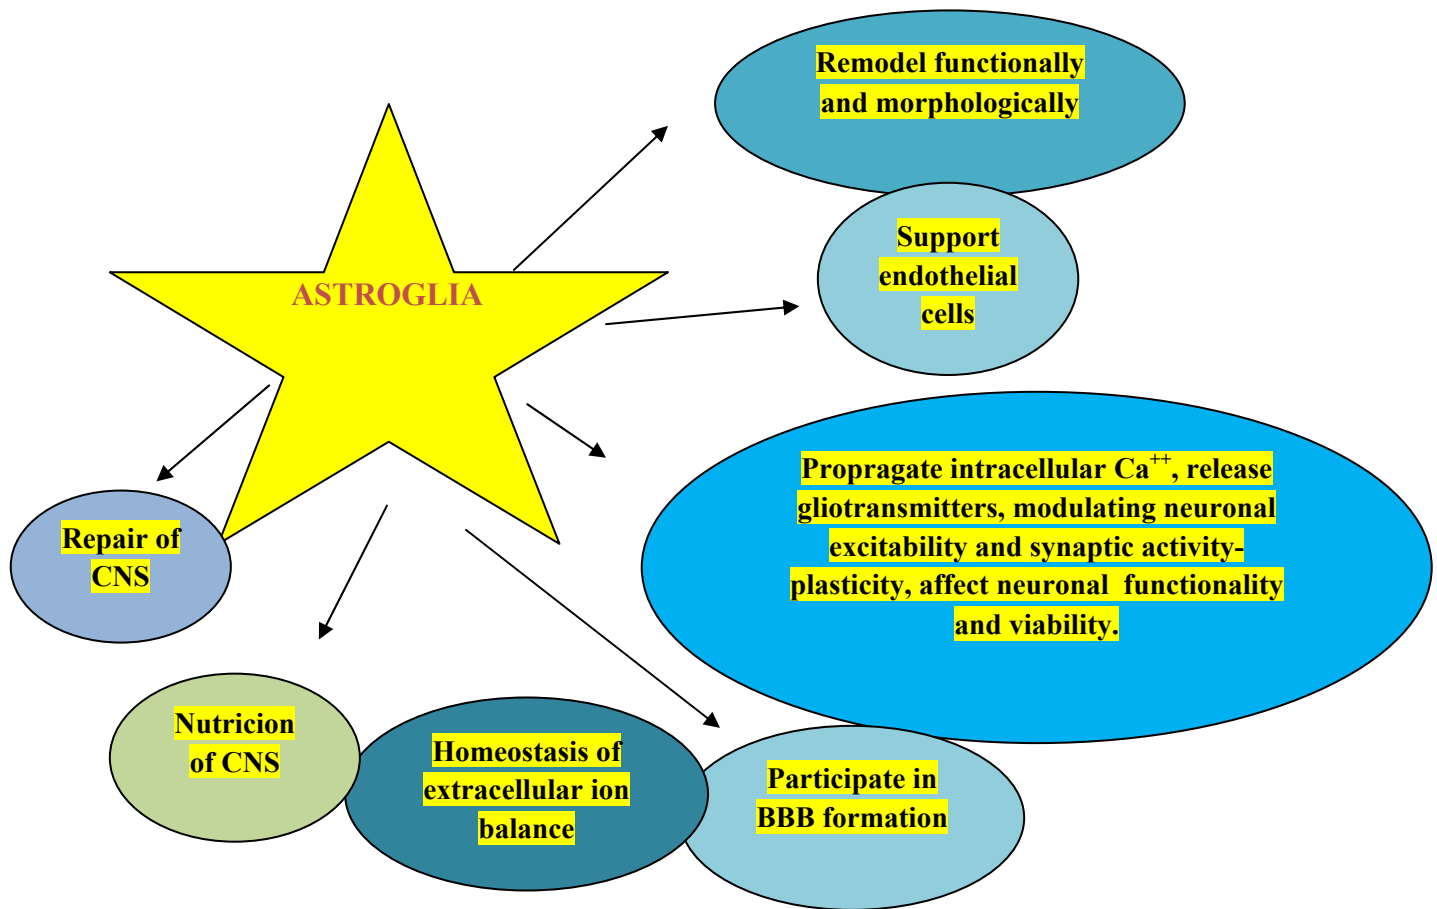 Remodel functionally
and morphologically
Support
endothelial
cells
ASTROGLIA
Propragate intracellular Ca⁺⁺, release
gliotransmitters, modulating neuronal
excitability and synaptic activity-
plasticity, affect neuronal functionality
and viability.
Repair of
CNS
Nutricion
of CNS
Homeostasis of
extracellular ion
balance
Participate in
BBB formation